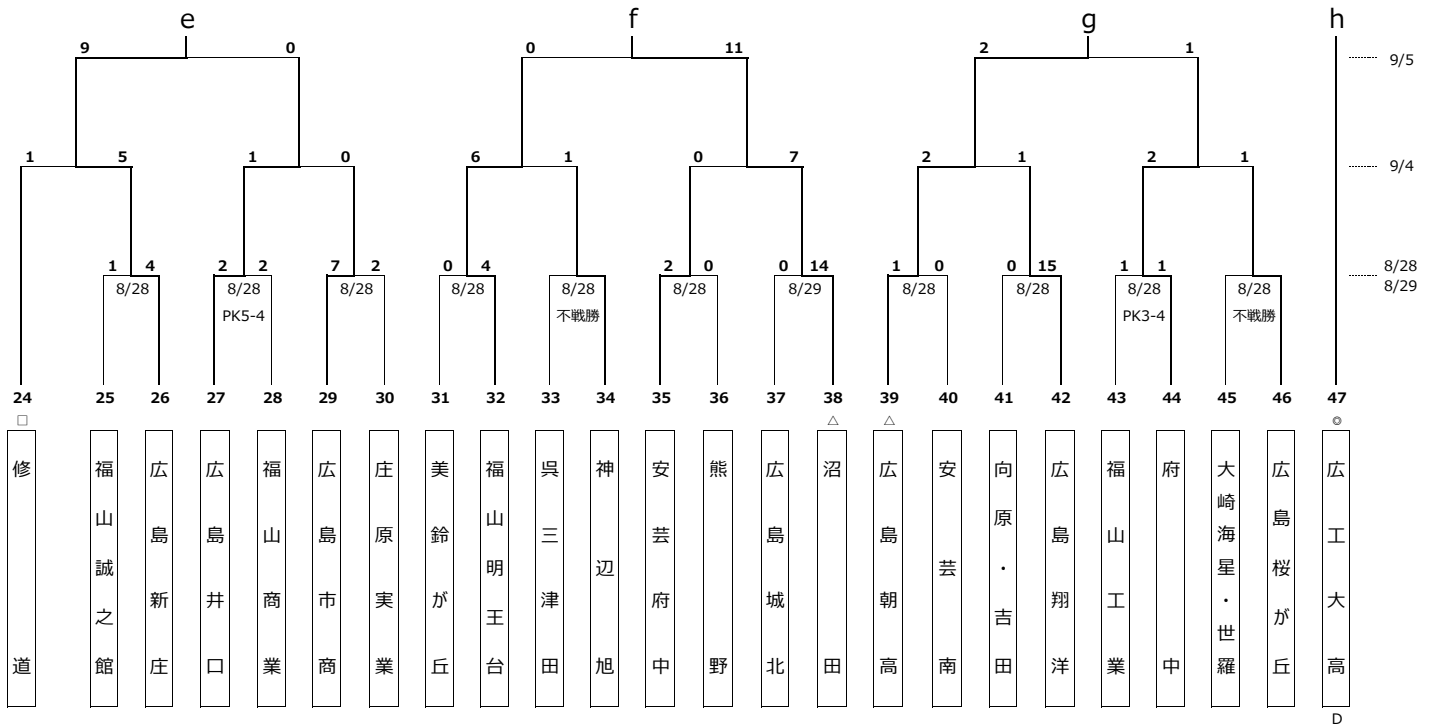 e f g h
9 0 0 11 2 1 9/5
1 5 1 0 6 1 0 7 2 1 2 1 9/4
1 4 2 2 7 2 0 4 2 0 0 14 1 0 0 15 1 1 8/28
8/28 8/28 8/28 8/28 8/28 8/28 8/29 8/28 8/28 8/28 8/28 8/29
PK5-4 不戦勝 PK3-4 不戦勝
24 25 26 27 28 29 30 31 32 33 34 35 36 37 38 39 40 41 42 43 44 45 46 47
□ △ △ ◎
修道
福山誠之館
広島新庄
広島井口
福山商業
広島市商
庄原実業
美鈴が丘
福山明王台
呉三津田
神辺旭
安芸府中
熊野
広島城北
沼田
広島朝高
安芸南
向原・吉田
広島翔洋
福山工業
府中
大崎海星・世羅
広島桜が丘
広工大高
D